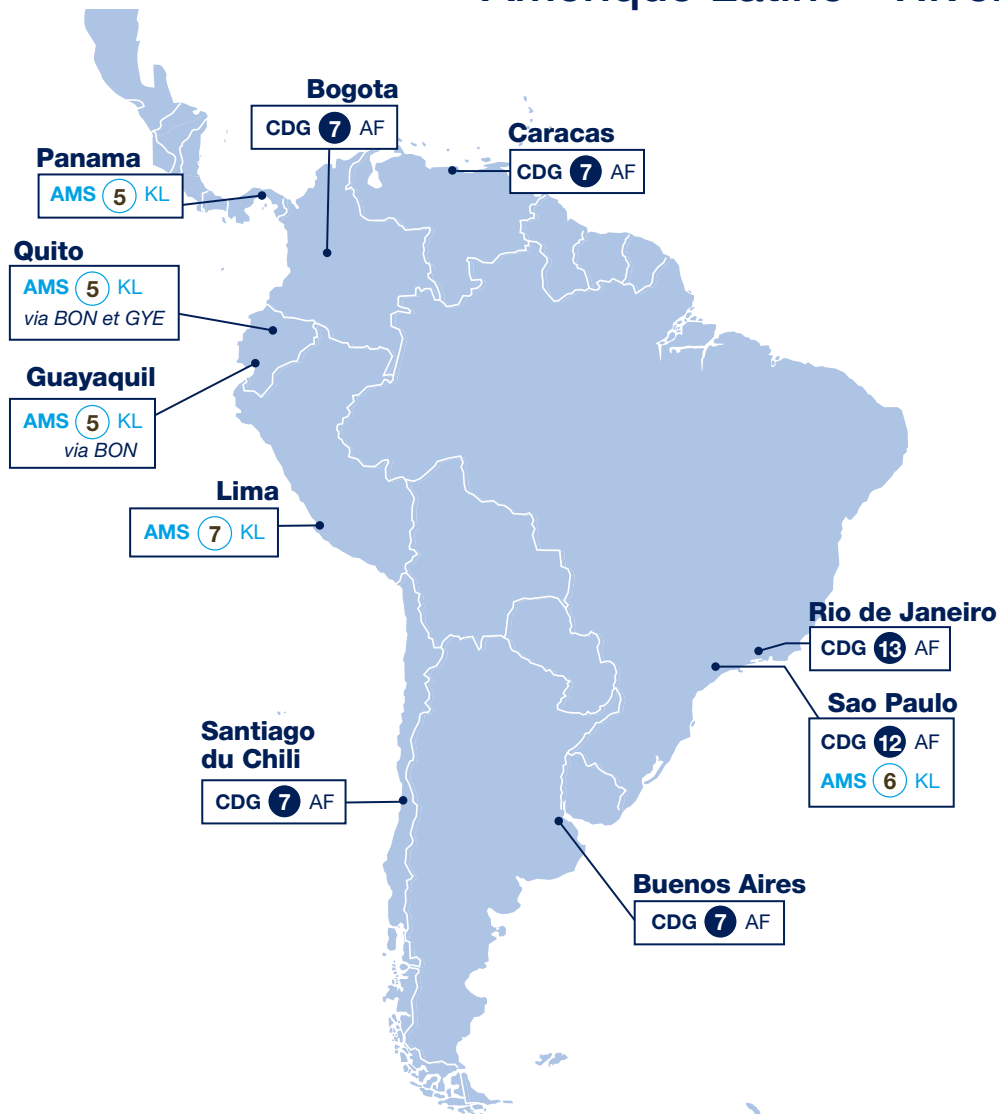 Bogota
CDG 7 AF
Caracas
CDG 7 AF
Panama
AMS 5 KL
Quito
AMS 5 KL
via BON et GYE
Guayaquil
AMS 5 KL
via BON
Lima
AMS 7 KL
Rio de Janeiro
CDG 13 AF
Sao Paulo
CDG 12 AF
AMS 6 KL
Santiago
du Chili
CDG 7 AF
Buenos Aires
CDG 7 AF